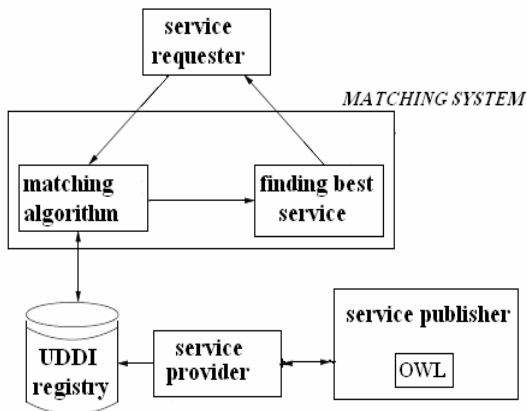 service
requester
MATCHING SYSTEM
matching
algorithm
finding best
service
UDDI
registry
service
provider
service publisher
OWL